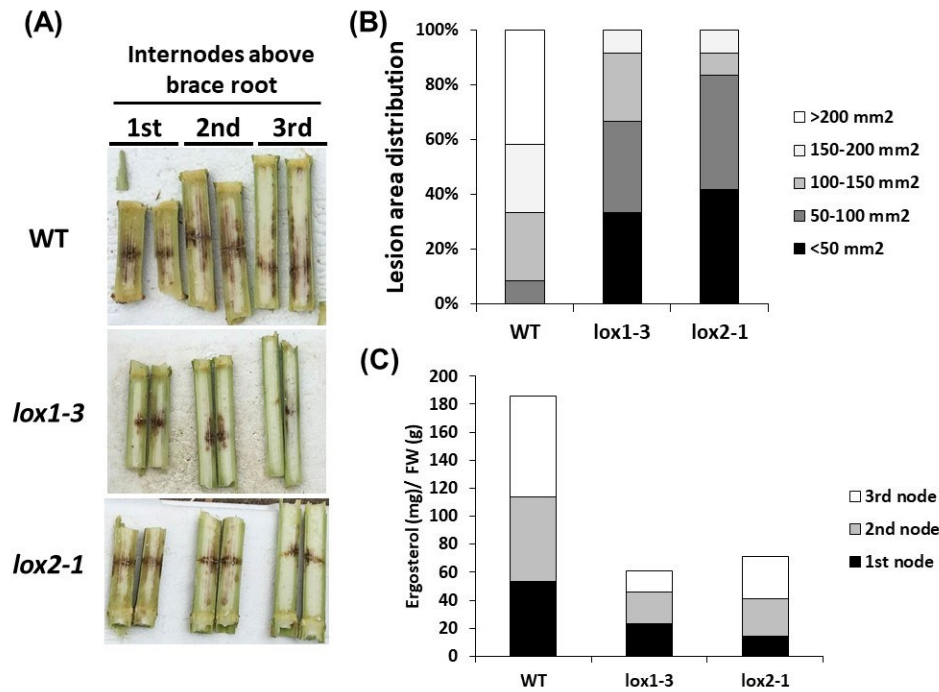 (A)
Internodes above
brace root
1st 2nd 3rd
WT
lox1-3
lox2-1
(B)
Lesion area distribution
100%
80%
60%
40%
20%
0%
WT lox1-3 lox2-1
>200 mm2
150-200 mm2
100-150 mm2
50-100 mm2
<50 mm2
(C)
Ergosterol (mg)/ FW (g)
200
180
160
140
120
100
80
60
40
20
0
WT lox1-3 lox2-1
3rd node
2nd node
1st node